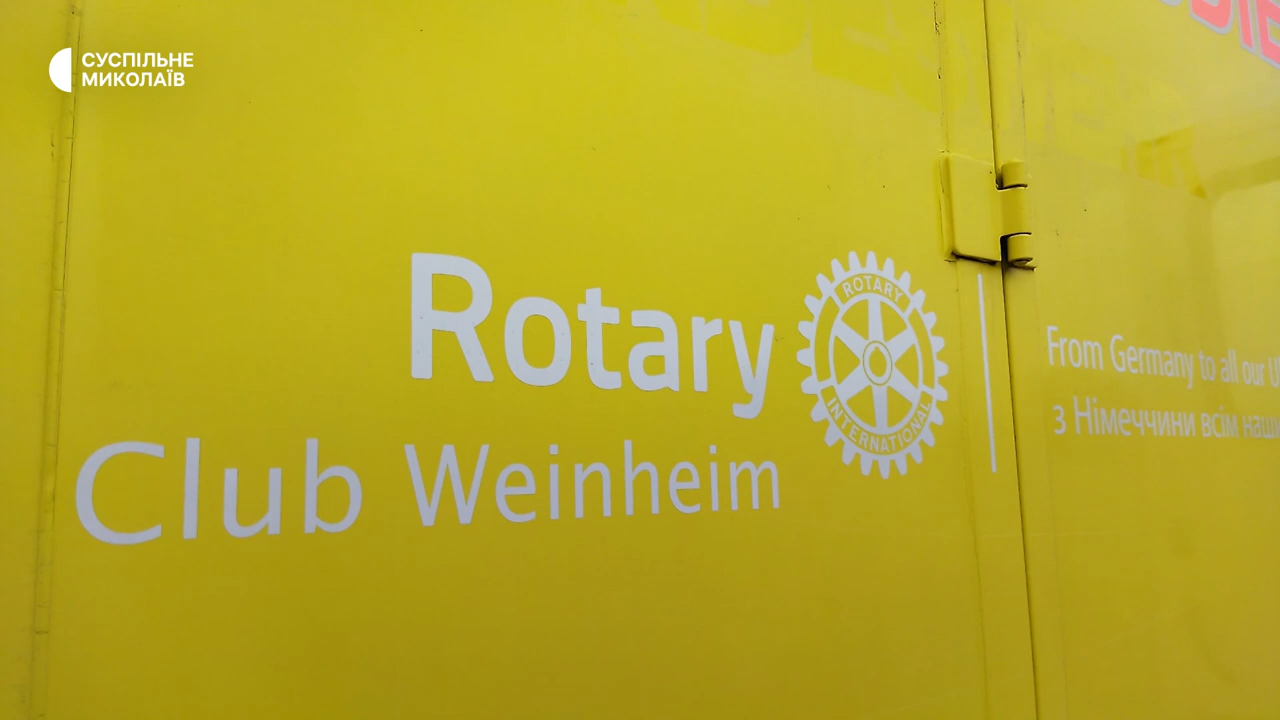 СУСПІЛЬНЕ
МИКОЛАЇВ
Rotary
Club Weinheim
ROTARY
INTERNATIONAL
From Germany to all our
з Німеччини всім